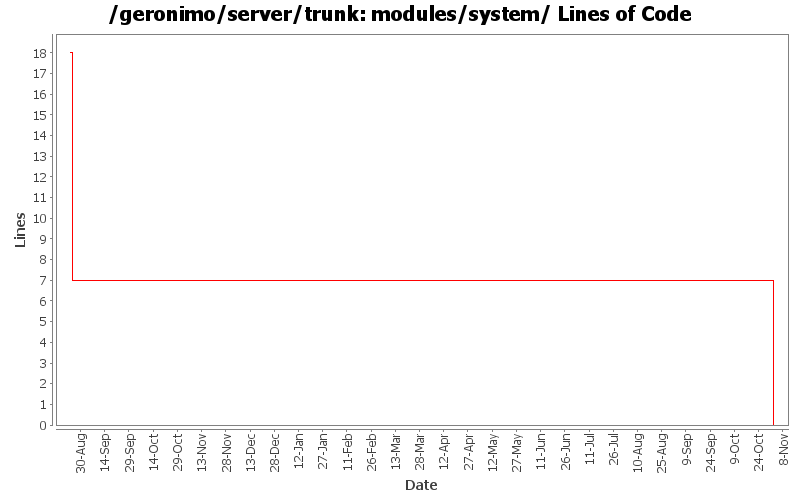 /geronimo/server/trunk: modules/system/ Lines of Code
Lines
18
17
16
15
14
13
12
11
10
9
8
7
6
5
4
3
2
1
0
30-Aug
14-Sep
29-Sep
14-Oct
29-Oct
13-Nov
28-Nov
13-Dec
28-Dec
12-Jan
27-Jan
11-Feb
26-Feb
13-Mar
28-Mar
12-Apr
27-Apr
12-May
27-May
11-Jun
26-Jun
11-Jul
26-Jul
10-Aug
25-Aug
9-Sep
24-Sep
9-Oct
24-Oct
8-Nov
Date